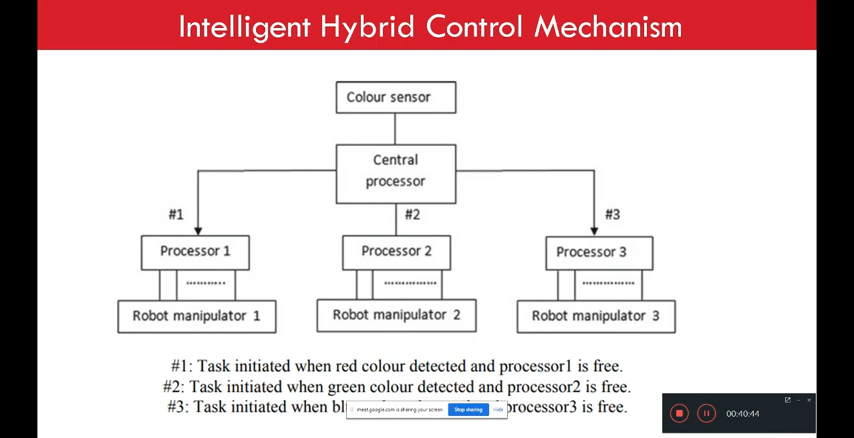 Intelligent Hybrid Control Mechanism
Colour sensor
Central
processor
#1
#2
#3
Processor 1
Processor 2
Processor 3
Robot manipulator 1
Robot manipulator 2
Robot manipulator 3
#1: Task initiated when red colour detected and processor1 is free.
#2: Task initiated when green colour detected and processor2 is free.
#3: Task initiated when processor3 is free.
meet.google.com is sharing your screen.
Stop sharing
Hide
00:40:44